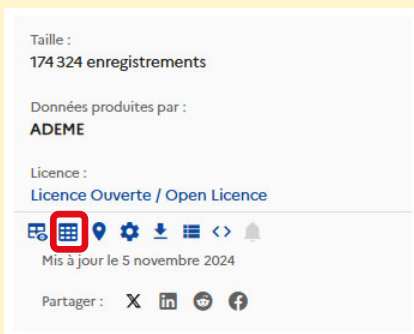 Taille :
174 324 enregistrements
Données produites par :
ADEME
Licence :
Licence Ouverte / Open Licence
Mis à jour le 5 novembre 2024
Partager :